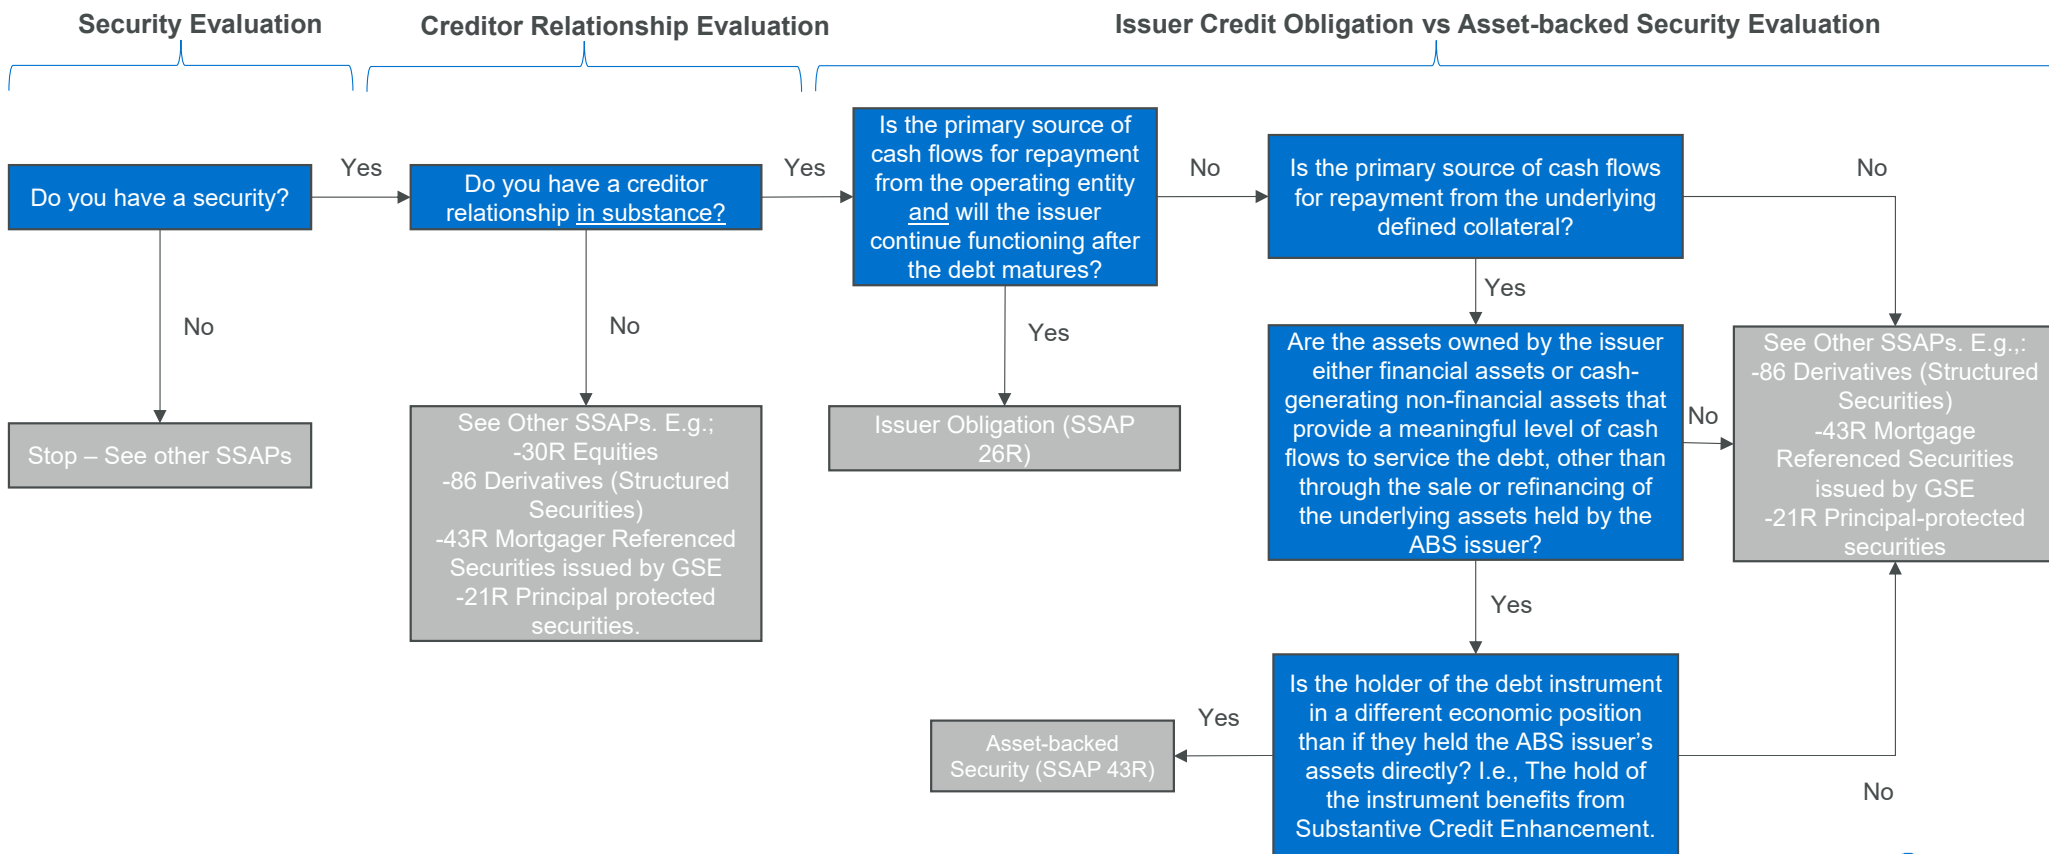 Security Evaluation
Creditor Relationship Evaluation
Issuer Credit Obligation vs Asset-backed Security Evaluation
Do you have a security?
Yes
No
Stop – See other SSAPs
Do you have a creditor
relationship in substance?
Yes
No
See Other SSAPs. E.g.;
-30R Equities
-86 Derivatives (Structured
Securities)
-43R Mortgager Referenced
Securities issued by GSE
-21R Principal protected
securities.
Is the primary source of
cash flows for repayment
from the operating entity
and will the issuer
continue functioning after
the debt matures?
No
Yes
Issuer Obligation (SSAP
26R)
Is the primary source of cash flows
for repayment from the underlying
defined collateral?
No
Yes
Are the assets owned by the issuer
either financial assets or cash-
generating non-financial assets that
provide a meaningful level of cash
flows to service the debt, other than
through the sale or refinancing of
the underlying assets held by the
ABS issuer?
No
Yes
See Other SSAPs. E.g.,:
-86 Derivatives (Structured
Securities)
-43R Mortgage
Referenced Securities
issued by GSE
-21R Principal-protected
securities
Is the holder of the debt instrument
in a different economic position
than if they held the ABS issuer’s
assets directly? I.e., The hold of
the instrument benefits from
Substantive Credit Enhancement.
Yes
No
Asset-backed
Security (SSAP 43R)